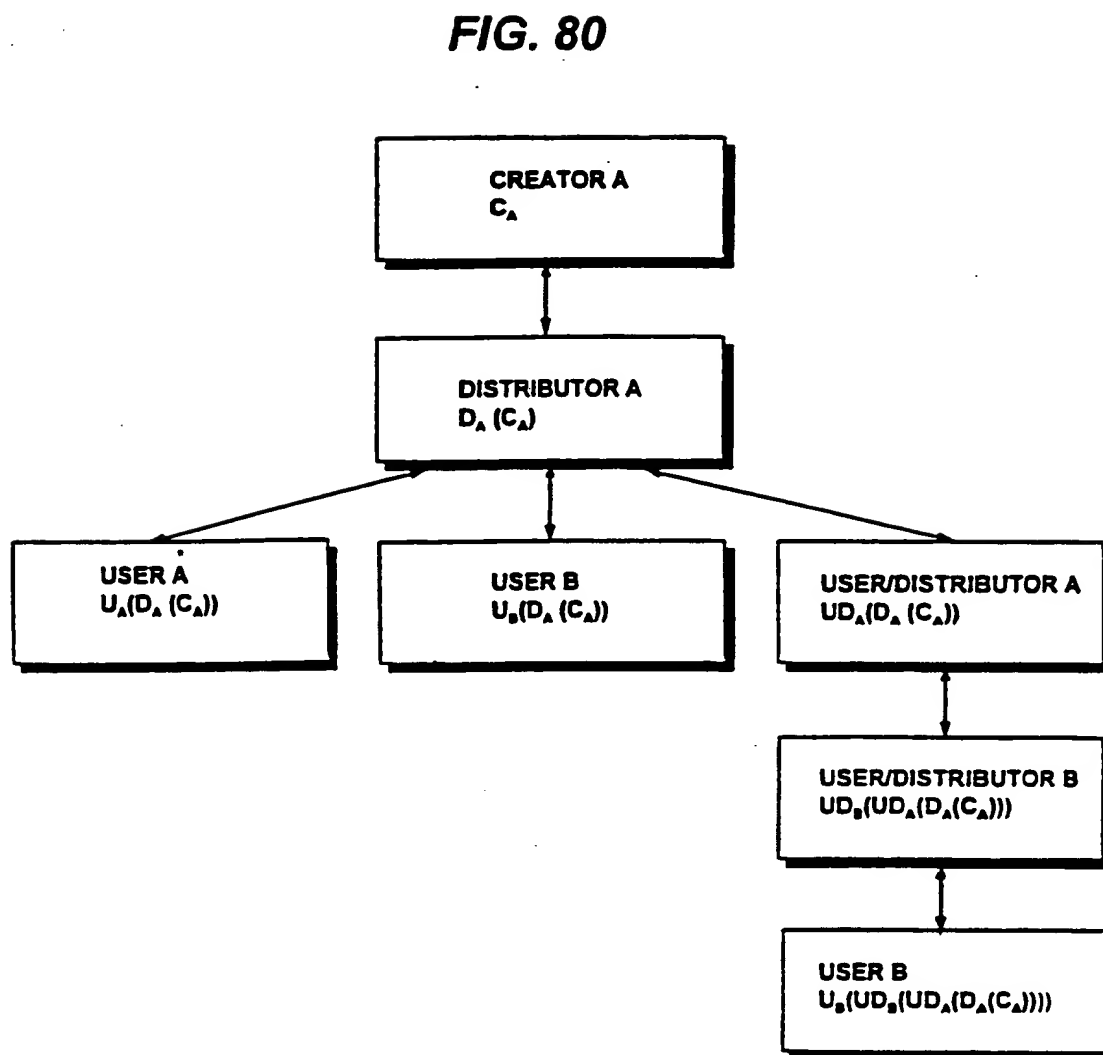 FIG. 80
CREATOR A
C_A
DISTRIBUTOR A
D_A (C_A)
USER A
U_A(D_A (C_A))
USER B
U_B(D_A (C_A))
USER/DISTRIBUTOR A
UD_A(D_A (C_A))
USER/DISTRIBUTOR B
UD_B(UD_A(D_A(C_A)))
USER B
U_B(UD_B(UD_A(D_A(C_A))))